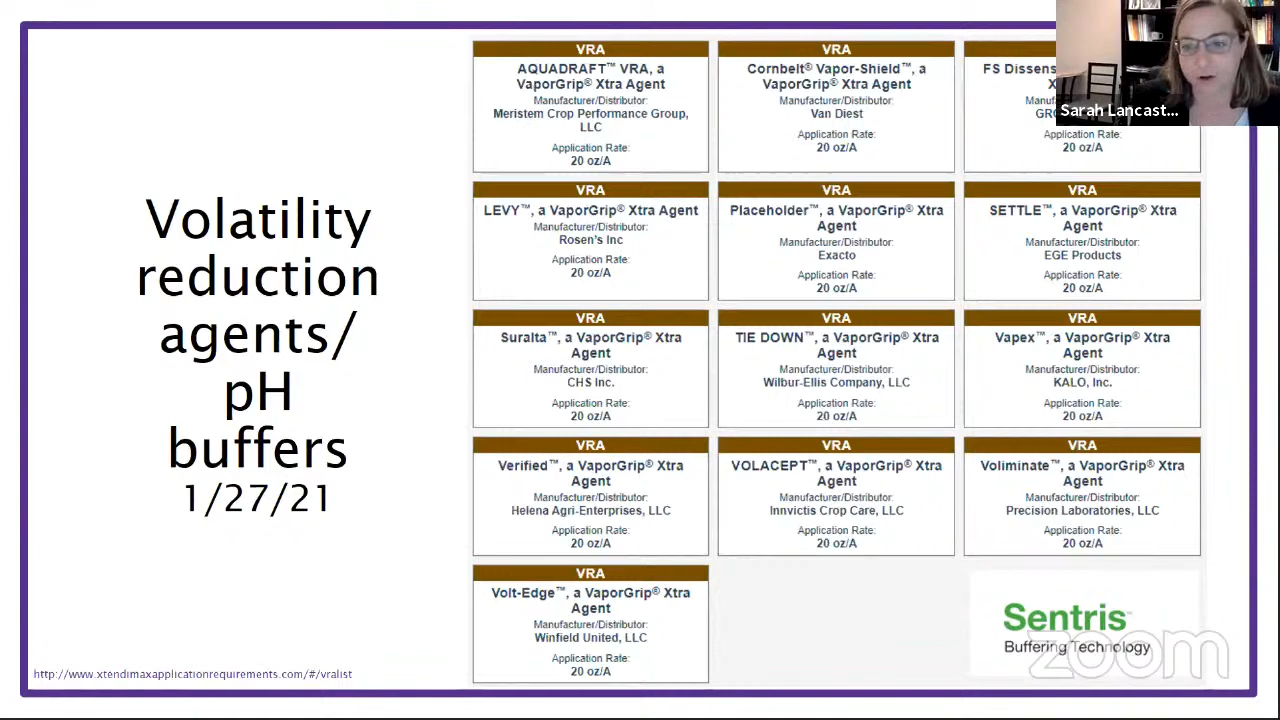 Volatility
reduction
agents/
pH
buffers
1/27/21
http://www.xtendimaxapplicationrequirements.com/#/vralist
VRA
AQUADRAFT™ VRA, a
VaporGrip® Xtra Agent
Manufacturer/Distributor:
Meristem Crop Performance Group,
LLC
Application Rate:
20 oz/A
VRA
Cornbelt® Vapor-Shield™, a
VaporGrip® Xtra Agent
Manufacturer/Distributor:
Van Diest
Application Rate:
20 oz/A
FS
Application Rate:
20 oz/A
Sarah Lancast...
VRA
LEVY™, a VaporGrip® Xtra Agent
Manufacturer/Distributor:
Rosen's Inc
Application Rate:
20 oz/A
VRA
Placeholder™, a VaporGrip® Xtra
Agent
Manufacturer/Distributor:
Exacto
Application Rate:
20 oz/A
VRA
SETTLE™, a VaporGrip® Xtra
Agent
Manufacturer/Distributor:
EGE Products
Application Rate:
20 oz/A
VRA
Suralta™, a VaporGrip® Xtra
Agent
Manufacturer/Distributor:
CHS Inc.
Application Rate:
20 oz/A
VRA
TIE DOWN™, a VaporGrip® Xtra
Agent
Manufacturer/Distributor:
Wilbur-Ellis Company, LLC
Application Rate:
20 oz/A
VRA
Vapex™, a VaporGrip® Xtra
Agent
Manufacturer/Distributor:
KALO, Inc.
Application Rate:
20 oz/A
VRA
Verified™, a VaporGrip® Xtra
Agent
Manufacturer/Distributor:
Helena Agri-Enterprises, LLC
Application Rate:
20 oz/A
VRA
VOLACEPT™, a VaporGrip® Xtra
Agent
Manufacturer/Distributor:
Innvictis Crop Care, LLC
Application Rate:
20 oz/A
VRA
Voliminate™, a VaporGrip® Xtra
Agent
Manufacturer/Distributor:
Precision Laboratories, LLC
Application Rate:
20 oz/A
VRA
Volt-Edge™, a VaporGrip® Xtra
Agent
Manufacturer/Distributor:
Winfield United, LLC
Application Rate:
20 oz/A
Sentris™
Buffering Technology
zoom